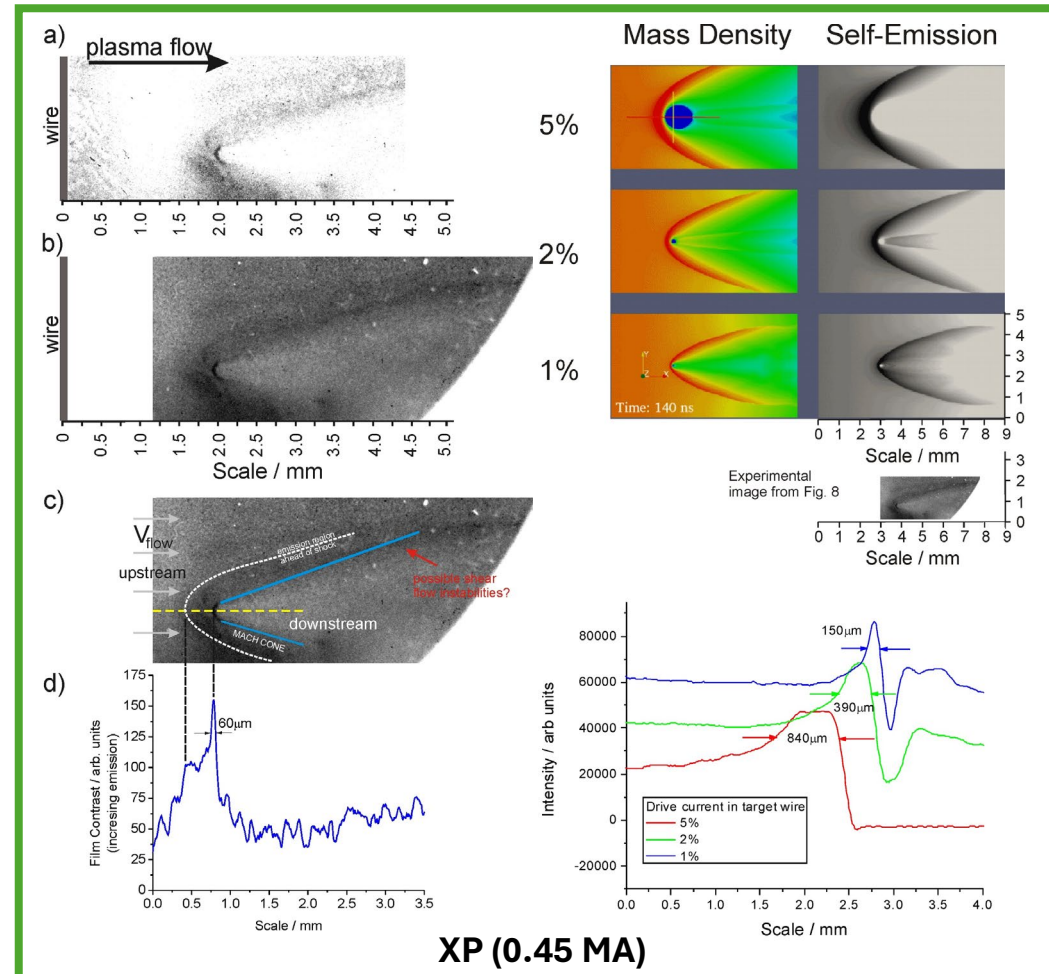 a)
plasma flow
wire
0
0.5
1.0
1.5
2.0
2.5
3.0
3.5
4.0
4.5
5.0
b)
wire
0
0.5
1.0
1.5
2.0
2.5
3.0
3.5
4.0
4.5
5.0
Scale / mm
c)
Vflow
upstream
emission region
ahead of shock
possible shear
flow instabilities?
downstream
MACH CONE
d)
175
150
125
100
75
50
25
0
Film Contrast / arb. units
(incresing emission)
60μm
0.0 0.5 1.0 1.5 2.0 2.5 3.0 3.5
Scale / mm
Mass Density Self-Emission
5%
2%
1%
Y
Z X
Time: 140 ns
5
4
3
2
1
0
0 1 2 3 4 5 6 7 8 9
Scale / mm
Experimental
image from Fig. 8
3
2
1
0
0 1 2 3 4 5 6 7 8 9
Scale / mm
80000
60000
40000
20000
0
-20000
Intensity / arb units
150μm
390μm
840μm
Drive current in target wire
5%
2%
1%
0.0 0.5 1.0 1.5 2.0 2.5 3.0 3.5 4.0
Scale / mm
XP (0.45 MA)